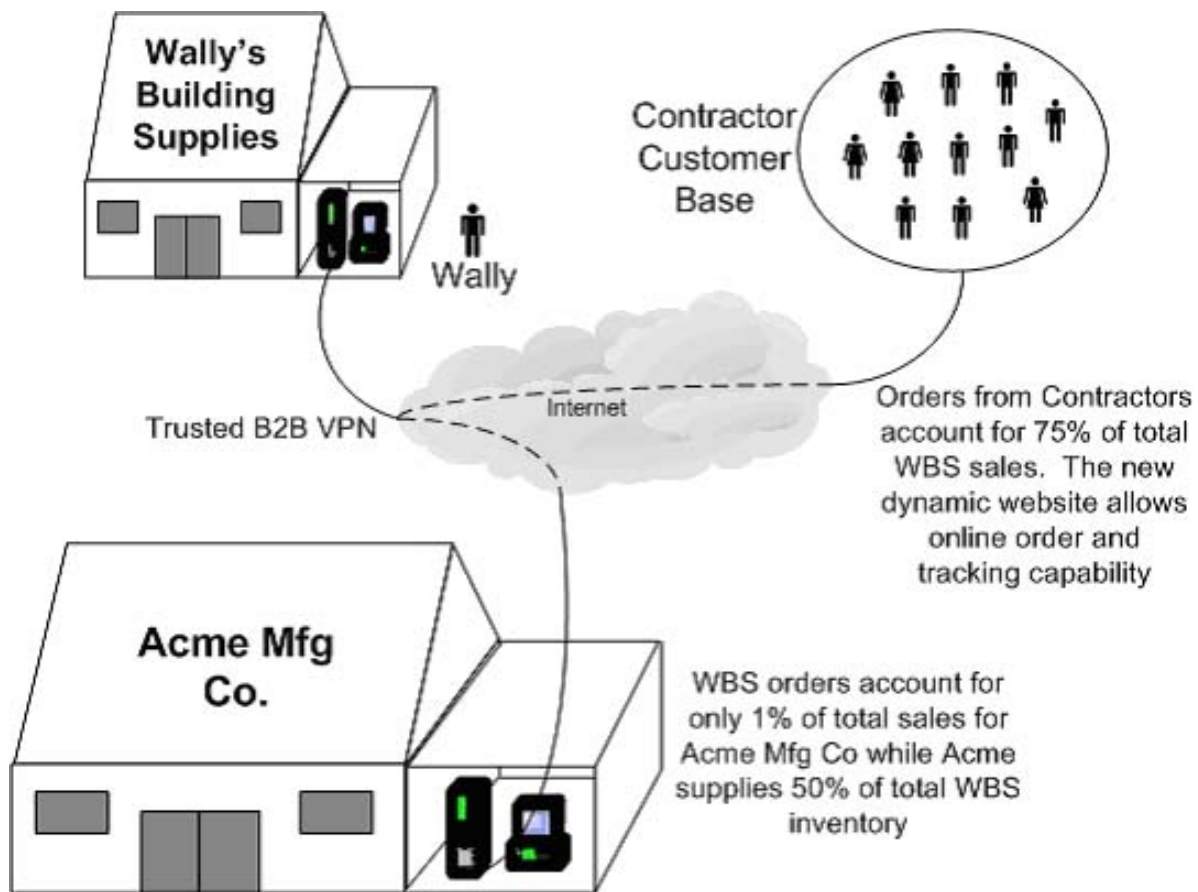 Wally's
Building
Supplies
Wally
Contractor
Customer
Base
Internet
Trusted B2B VPN
Orders from Contractors
account for 75% of total
WBS sales. The new
dynamic website allows
online order and
tracking capability
Acme Mfg
Co.
WBS orders account for
only 1% of total sales for
Acme Mfg Co while Acme
supplies 50% of total WBS
inventory